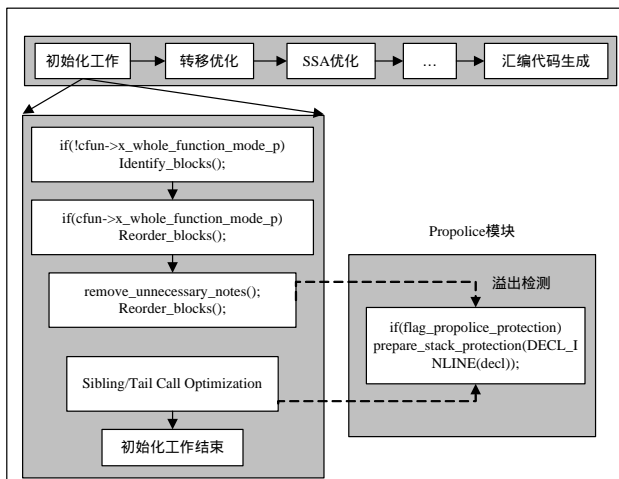 初始化工作
转移优化
SSA优化
…
汇编代码生成
if(!cfun->x_whole_function_mode_p)
Identify_blocks();
if(cfun->x_whole_function_mode_p)
Reorder_blocks();
remove_unnecessary_notes();
Reorder_blocks();
Sibling/Tail Call Optimization
初始化工作结束
Propolice模块
溢出检测
if(flag_propolice_protection)
prepare_stack_protection(DECL_I
NLINE(decl));